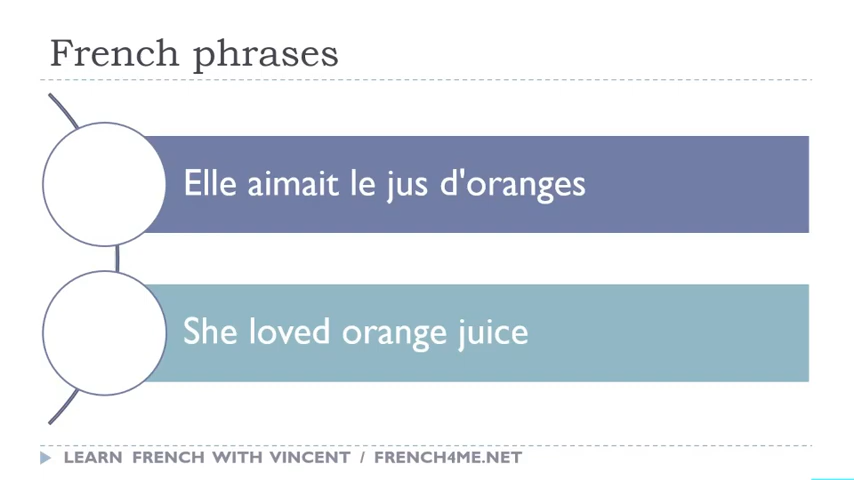 French phrases
Elle aimait le jus d'oranges
She loved orange juice
LEARN FRENCH WITH VINCENT / FRENCH4ME.NET